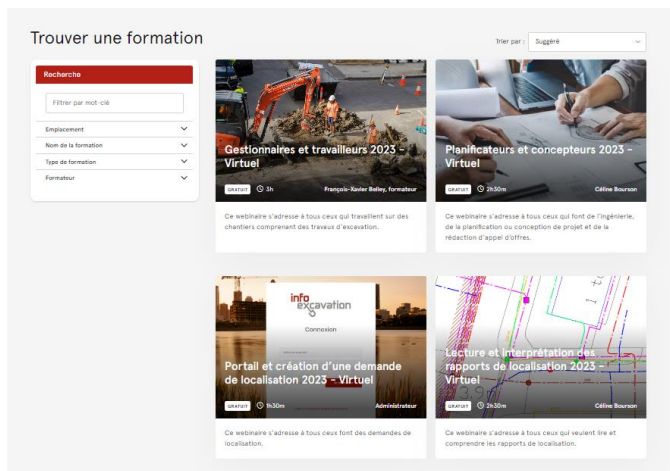 Trouver une formation
Trier par :
Suggéré
Recherche
Filtrer par mot-clé
Emplacement
Nom de la formation
Type de formation
Formateur
Gestionnaires et travailleurs 2023 –
Virtuel
GRATUIT 3h François-Xavier Belley, formateur
Ce webinaire s'adresse à tous ceux qui travaillent sur des
chantiers comprenant des travaux d'excavation.
Planificateurs et concepteurs 2023 –
Virtuel
GRATUIT 2h30m Céline Bourson
Ce webinaire s'adresse à tous ceux qui font de l'ingénierie,
de la planification ou conception de projet et de la
rédaction d'appel d'offres.
info
excavation
Connexion
Portail et création d'une demande
de localisation 2023 – Virtuel
GRATUIT 1h30m Administrateur
Ce webinaire s'adresse à tous ceux font des demandes de
localisation.
Lecture et interprétation des
rapports de localisation 2023 –
Virtuel
GRATUIT 2h30m Céline Bourson
Ce webinaire s'adresse à tous ceux qui veulent lire et
comprendre les rapports de localisation.